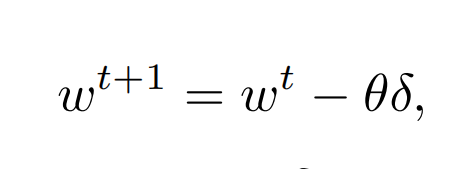 w^{t+1} = w^t − θδ,